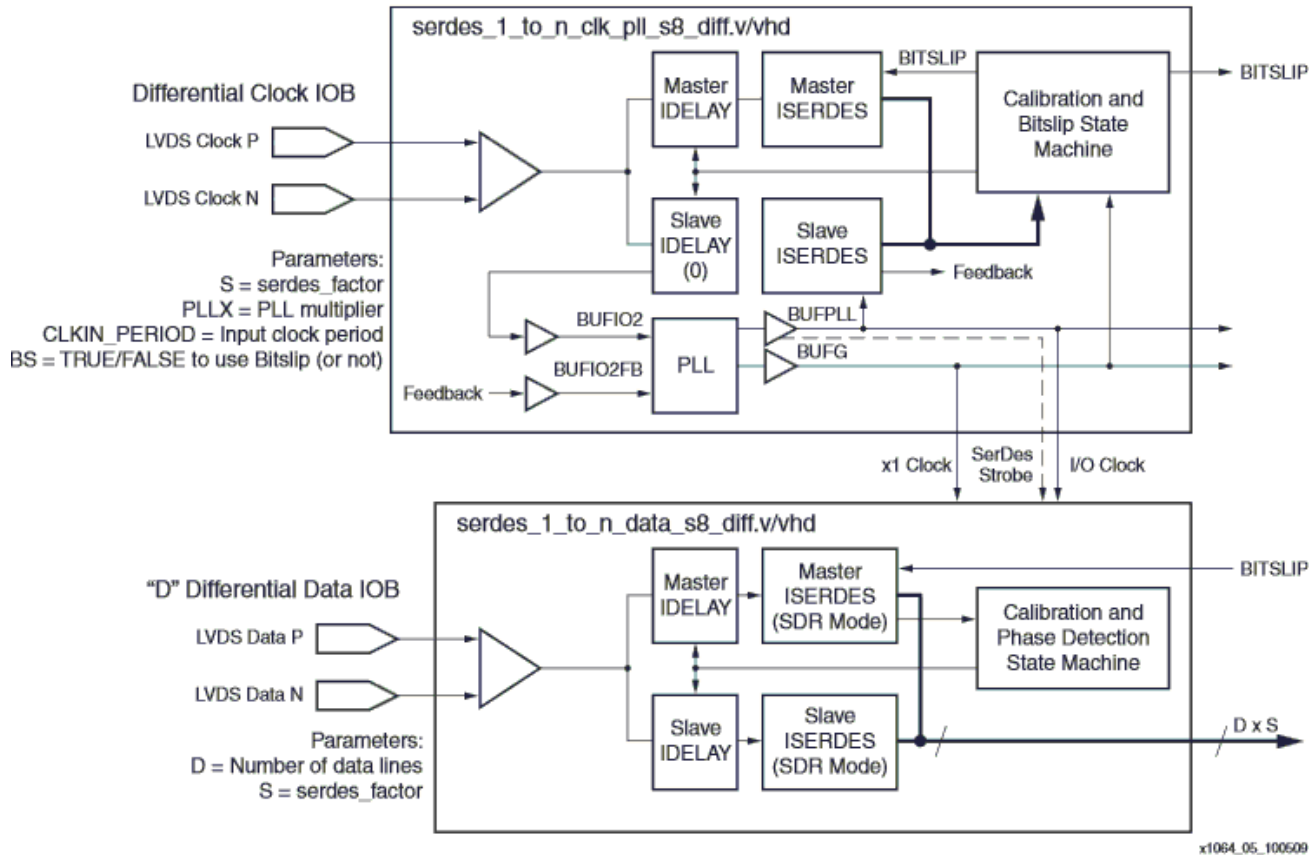 serdes_1_to_n_clk_pll_s8_diff.v/vhd
Differential Clock IOB
LVDS Clock P
LVDS Clock N
Parameters:
S = serdes_factor
PLLX = PLL multiplier
CLKIN_PERIOD = Input clock period
BS = TRUE/FALSE to use Bitslip (or not)
Master
IDELAY
Master
ISERDES
BITSLIP
Calibration and
Bitslip State
Machine
BITSLIP
Slave
IDELAY
(0)
Slave
ISERDES
Feedback
BUFIO2
BUFPLL
BUFG
PLL
BUFIO2FB
Feedback
x1 Clock
SerDes
Strobe
I/O Clock
serdes_1_to_n_data_s8_diff.v/vhd
"D" Differential Data IOB
LVDS Data P
LVDS Data N
Parameters:
D = Number of data lines
S = serdes_factor
Master
IDELAY
Master
ISERDES
(SDR Mode)
BITSLIP
Calibration and
Phase Detection
State Machine
Slave
IDELAY
Slave
ISERDES
(SDR Mode)
D x S
x1064_05_100509